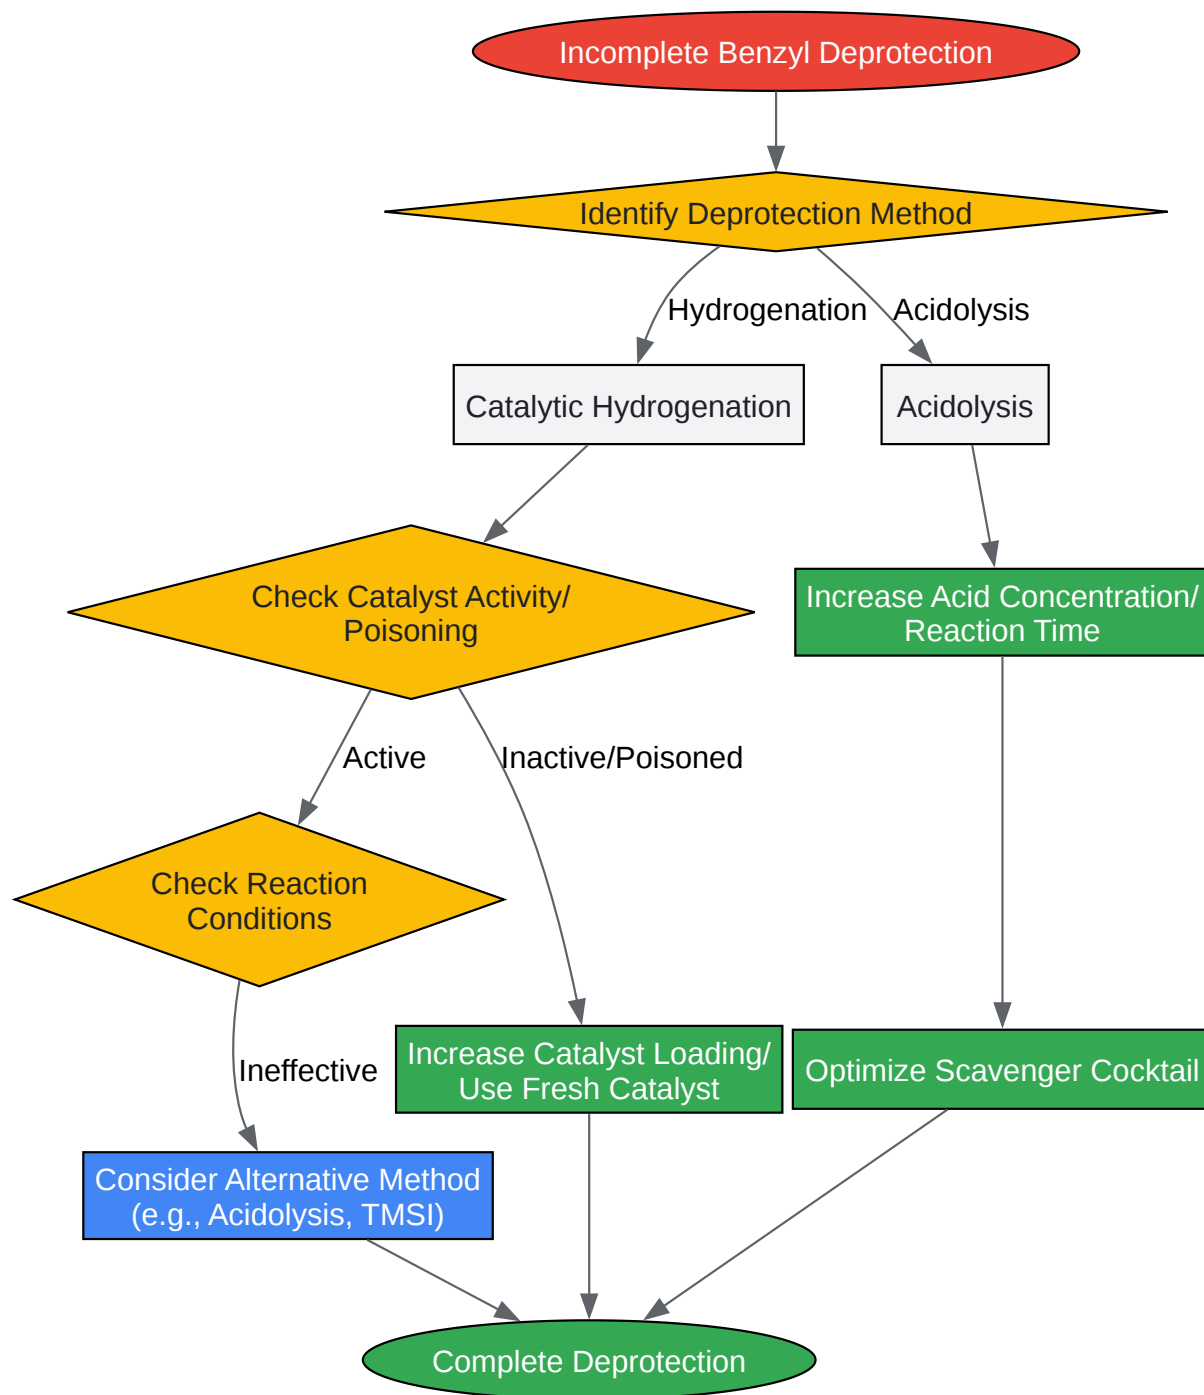 Incomplete Benzyl Deprotection
Identify Deprotection Method
Hydrogenation
Acidolysis
Catalytic Hydrogenation
Acidolysis
Check Catalyst Activity/
Poisoning
Increase Acid Concentration/
Reaction Time
Active
Inactive/Poisoned
Check Reaction
Conditions
Ineffective
Increase Catalyst Loading/
Use Fresh Catalyst
Optimize Scavenger Cocktail
Consider Alternative Method
(e.g., Acidolysis, TMSI)
Complete Deprotection